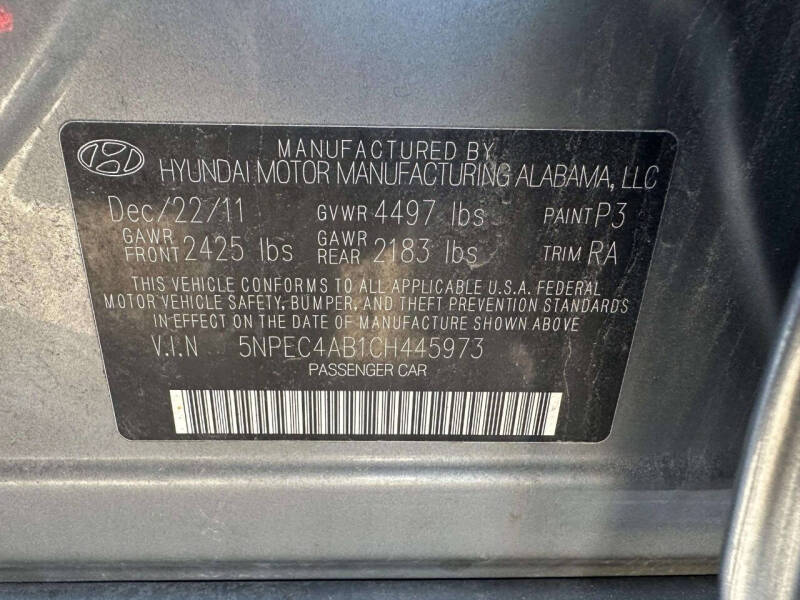 MANUFACTURED BY
HYUNDAI MOTOR MANUFACTURING ALABAMA, LLC
Dec/22/11 GVWR 4497 lbs PAINT P3
GAWR FRONT 2425 lbs GAWR REAR 2183 lbs TRIM RA
THIS VEHICLE CONFORMS TO ALL APPLICABLE U.S.A. FEDERAL
MOTOR VEHICLE SAFETY, BUMPER, AND THEFT PREVENTION STANDARDS
IN EFFECT ON THE DATE OF MANUFACTURE SHOWN ABOVE
V.I.N 5NPEC4AB1CH445973
PASSENGER CAR